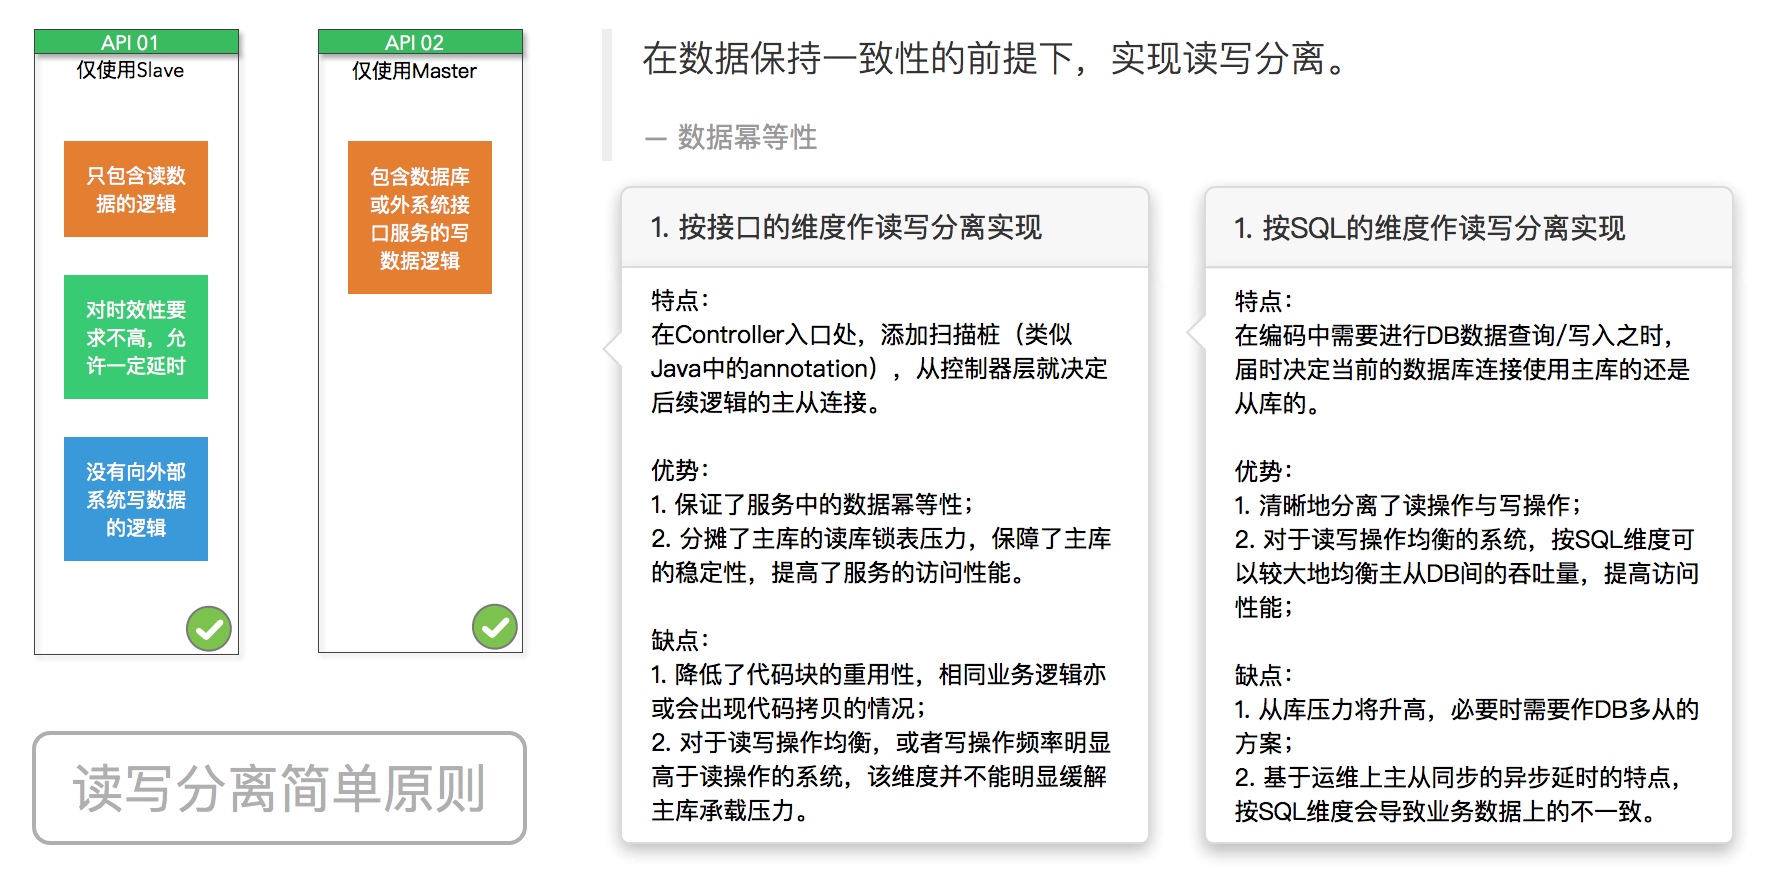 API 01
仅使用Slave
只包含读数
据的逻辑
对时效性要
求不高，允
许一定延时
没有向外部
系统写数据
的逻辑
API 02
仅使用Master
包含数据库
或外系统接
口服务的写
数据逻辑
读写分离简单原则
在数据保持一致性的前提下，实现读写分离。
— 数据幂等性
1. 按接口的维度作读写分离实现
特点：
在Controller入口处，添加扫描桩（类似
Java中的annotation），从控制器层就决定
后续逻辑的主从连接。
优势：
1. 保证了服务中的数据幂等性；
2. 分摊了主库的读库锁表压力，保障了主库
的稳定性，提高了服务的访问性能。
缺点：
1. 降低了代码块的重用性，相同业务逻辑亦
或会出现代码拷贝的情况；
2. 对于读写操作均衡，或者写操作频率明显
高于读操作的系统，该维度并不能明显缓解
主库承载压力。
1. 按SQL的维度作读写分离实现
特点：
在编码中需要进行DB数据查询/写入之时，
届时决定当前的数据库连接使用主库的还是
从库的。
优势：
1. 清晰地分离了读操作与写操作；
2. 对于读写操作均衡的系统，按SQL维度可
以较大地均衡主从DB间的吞吐量，提高访问
性能；
缺点：
1. 从库压力将升高，必要时需要作DB多从的
方案；
2. 基于运维上主从同步的异步延时的特点，
按SQL维度会导致业务数据上的不一致。